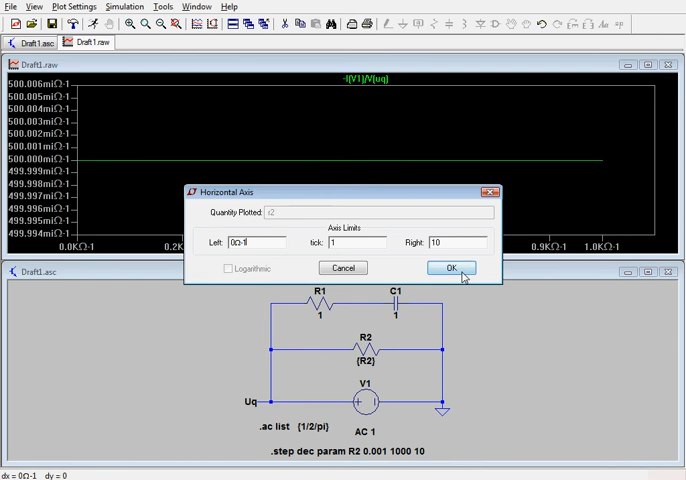 File View Plot Settings Simulation Tools Window Help
Draft1.asc Draft1.raw
Draft1.raw
-I(V1)/V(uq)
500.006miΩ-1
500.005miΩ-1
500.004miΩ-1
500.003miΩ-1
500.002miΩ-1
500.001miΩ-1
500.000miΩ-1
499.999miΩ-1
499.998miΩ-1
499.997miΩ-1
499.996miΩ-1
499.995miΩ-1
499.994miΩ-1
0.0KΩ-1 0.9KΩ-1 1.0KΩ-1
Horizontal Axis
Quantity Plotted: r2
Axis Limits
Left: 0Ω-1 tick: 1 Right: 10
Logarithmic Cancel OK
Draft1.asc
R1 C1
1 1
R2
{R2}
V1
Uq
AC 1
.ac list {1/2/pi}
.step dec param R2 0.001 1000 10
dx = 0Ω-1 dy = 0